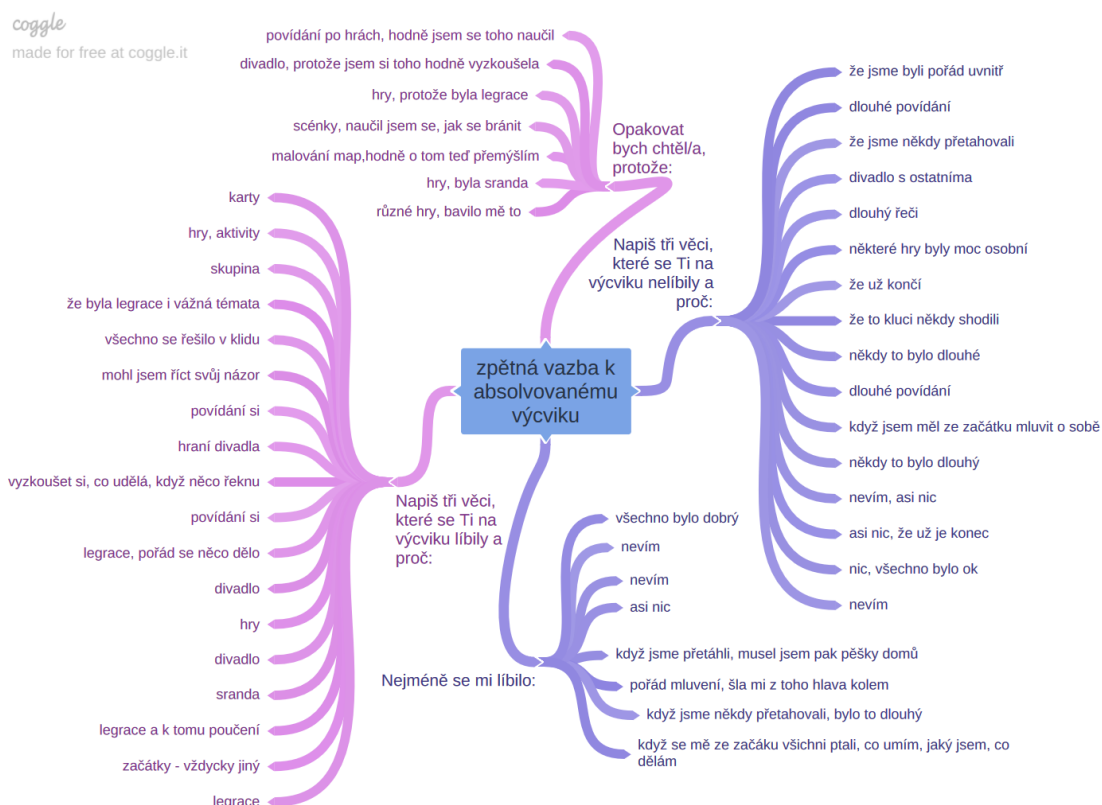 coggle
made for free at coggle.it
zpětná vazba k
absolvovanému
výcviku
Opakovat
bych chtěl/a,
protože:
povídání po hrách, hodně jsem se toho naučil
divadlo, protože jsem si toho hodně vyzkoušela
hry, protože byla legrace
scénky, naučil jsem se, jak se bránit
malování map,hodně o tom teď přemýšlím
hry, byla sranda
různé hry, bavilo mě to
Napiš tři věci,
které se Ti na
výcviku nelíbily a
proč:
že jsme byli pořád uvnitř
dlouhé povídání
že jsme někdy přetahovali
divadlo s ostatníma
dlouhý řeči
některé hry byly moc osobní
že už končí
že to kluci někdy shodili
někdy to bylo dlouhé
dlouhé povídání
když jsem měl ze začátku mluvit o sobě
někdy to bylo dlouhý
nevím, asi nic
asi nic, že už je konec
nic, všechno bylo ok
nevím
Napiš tři věci,
které se Ti na
výcviku líbily a
proč:
karty
hry, aktivity
skupina
že byla legrace i vážná témata
všechno se řešilo v klidu
mohl jsem říct svůj názor
povídání si
hraní divadla
vyzkoušet si, co udělá, když něco řeknu
povídání si
legrace, pořád se něco dělo
divadlo
hry
divadlo
sranda
legrace a k tomu poučení
začátky - vždycky jiný
legrace
Nejméně se mi líbilo:
všechno bylo dobrý
nevím
nevím
asi nic
když jsme přetáhli, musel jsem pak pěšky domů
pořád mluvení, šla mi z toho hlava kolem
když jsme někdy přetahovali, bylo to dlouhý
když se mě ze začáku všichni ptali, co umím, jaký jsem, co
dělám